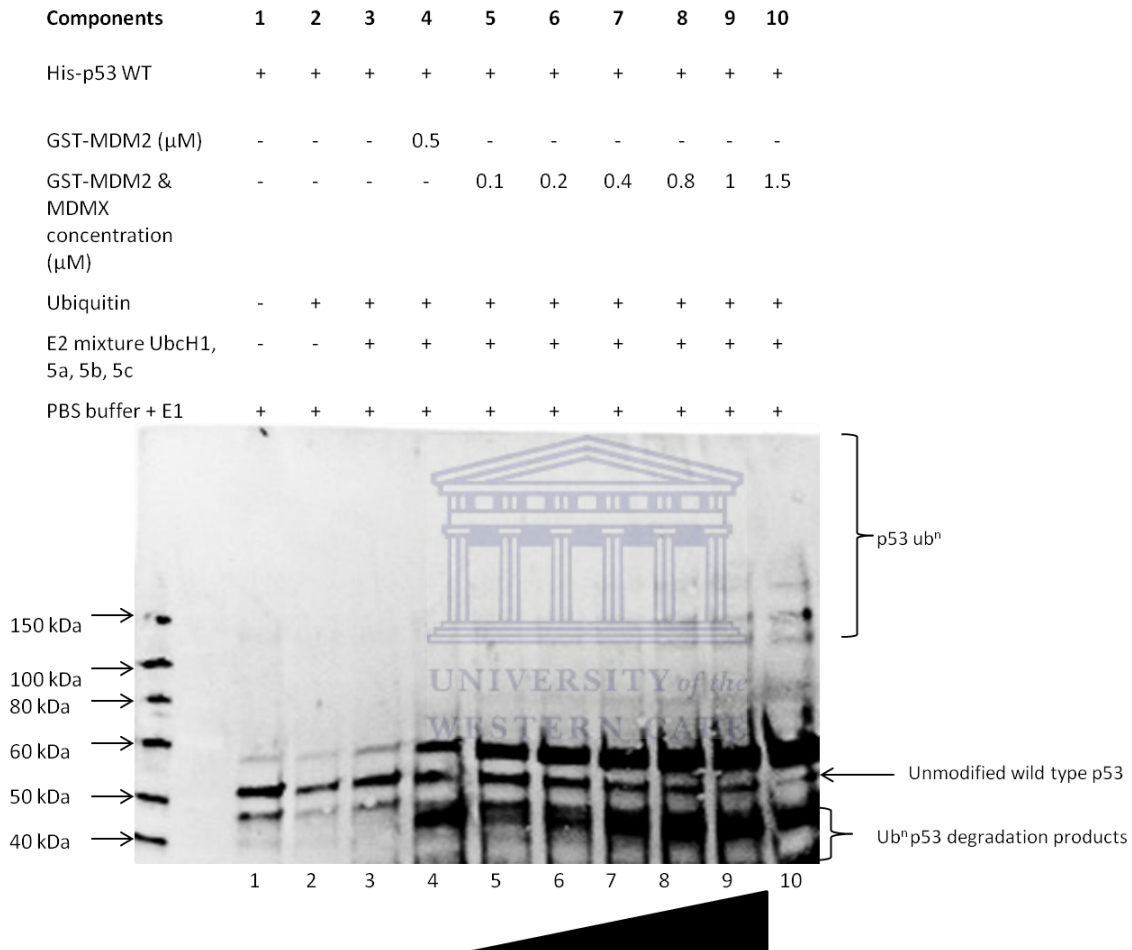 Components 1 2 3 4 5 6 7 8 9 10
His-p53 WT + + + + + + + + + +
GST-MDM2 (µM) - - - 0.5 - - - - - -
GST-MDM2 & - - - - 0.1 0.2 0.4 0.8 1 1.5
MDMX
concentration
(µM)
Ubiquitin - + + + + + + + + +
E2 mixture UbcH1, - - + + + + + + + +
5a, 5b, 5c
PBS buffer + E1 + + + + + + + + + +
p53 ubⁿ
150 kDa
100 kDa
80 kDa
UNIVERSITY of the
WESTERN CAPE
60 kDa
Unmodified wild type p53
50 kDa
40 kDa
Ubⁿ p53 degradation products
1 2 3 4 5 6 7 8 9 10